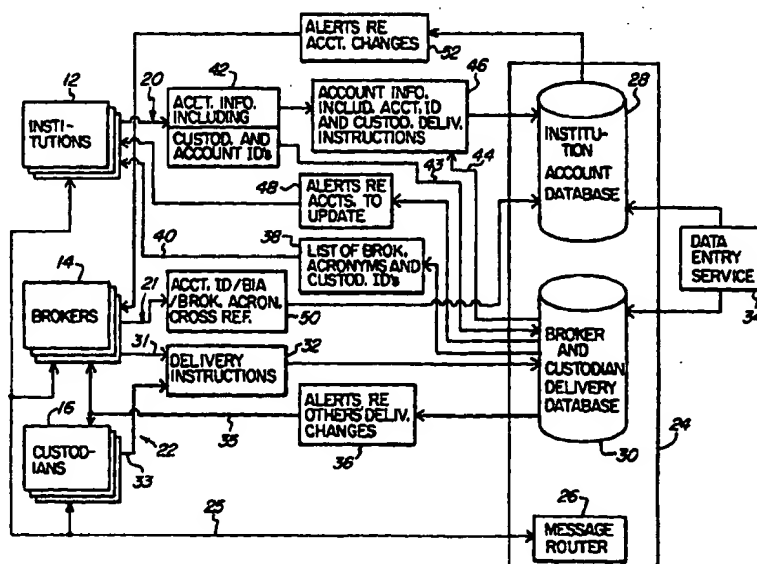 ALERTS RE
ACCT. CHANGES
52
12
INSTI-
TUTIONS
20
42
ACCT. INFO.
INCLUDING
CUSTOD. AND
ACCOUNT ID's
46
ACCOUNT INFO.
INCLUD. ACCT. ID
AND CUSTOD. DELIV.
INSTRUCTIONS
28
INSTITU-
TION
ACCOUNT
DATABASE
43
44
48
ALERTS RE
ACCTS. TO
UPDATE
40
38
LIST OF BROK.
ACRONYMS AND
CUSTOD. ID's
DATA
ENTRY
SERVICE
34
14
BROKERS
21
ACCT. ID/BIA
/BROK. ACRON.
CROSS REF.
50
31
DELIVERY
INSTRUCTIONS
32
BROKER
AND
CUSTODIAN
DELIVERY
DATABASE
30
24
16
CUSTOD-
IANS
33
22
35
ALERTS RE
OTHERS DELIV.
CHANGES
36
25
26
MESSAGE
ROUTER